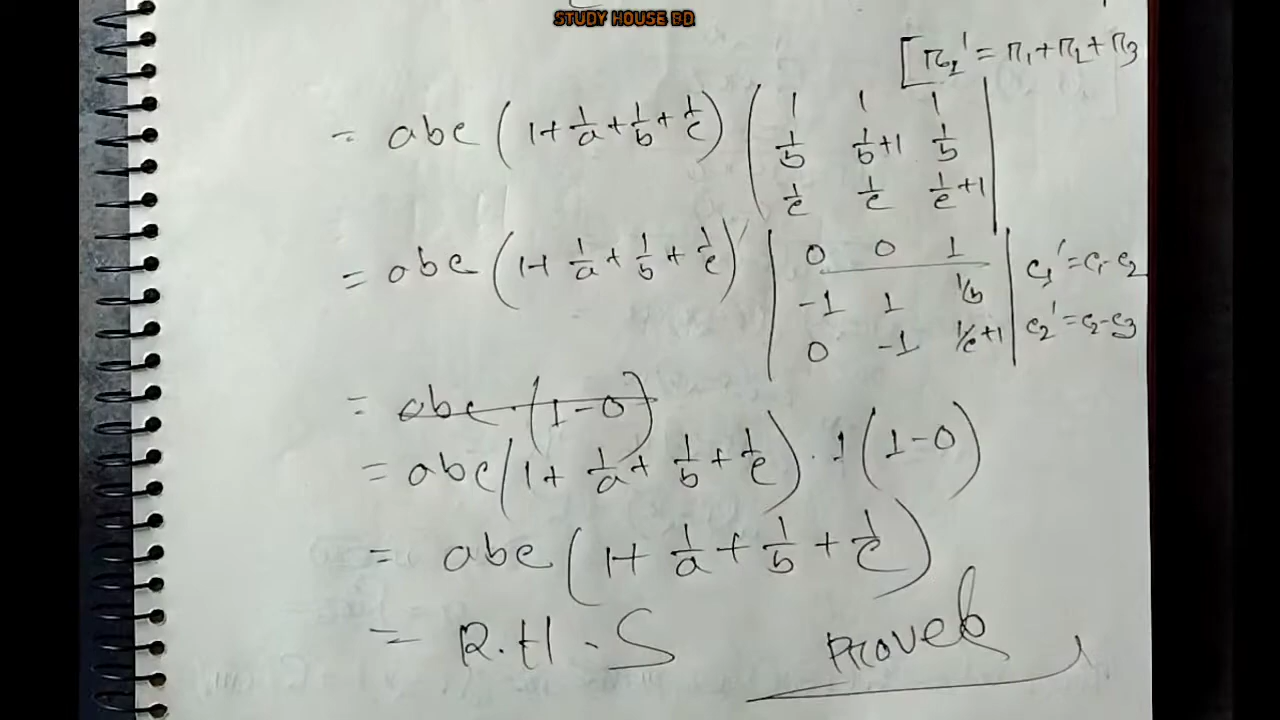 STUDY HOUSE BD
[r₂' = r₁+r₂+r₃
= abc (1+ 1/a + 1/b + 1/c) | 1 1 1
1/b 1/b+1 1/b
1/c 1/c 1/c+1 |
= abc (1+ 1/a + 1/b + 1/c) | 0 0 1 | c₁' = c₁-c₂
-1 1 1/b
0 -1 1/c+1 | c₂' = c₂-c₃
= abc · (1-0)
= abc (1+ 1/a + 1/b + 1/c) · 1 (1-0)
= abc (1+ 1/a + 1/b + 1/c)
= R.H.S Proved